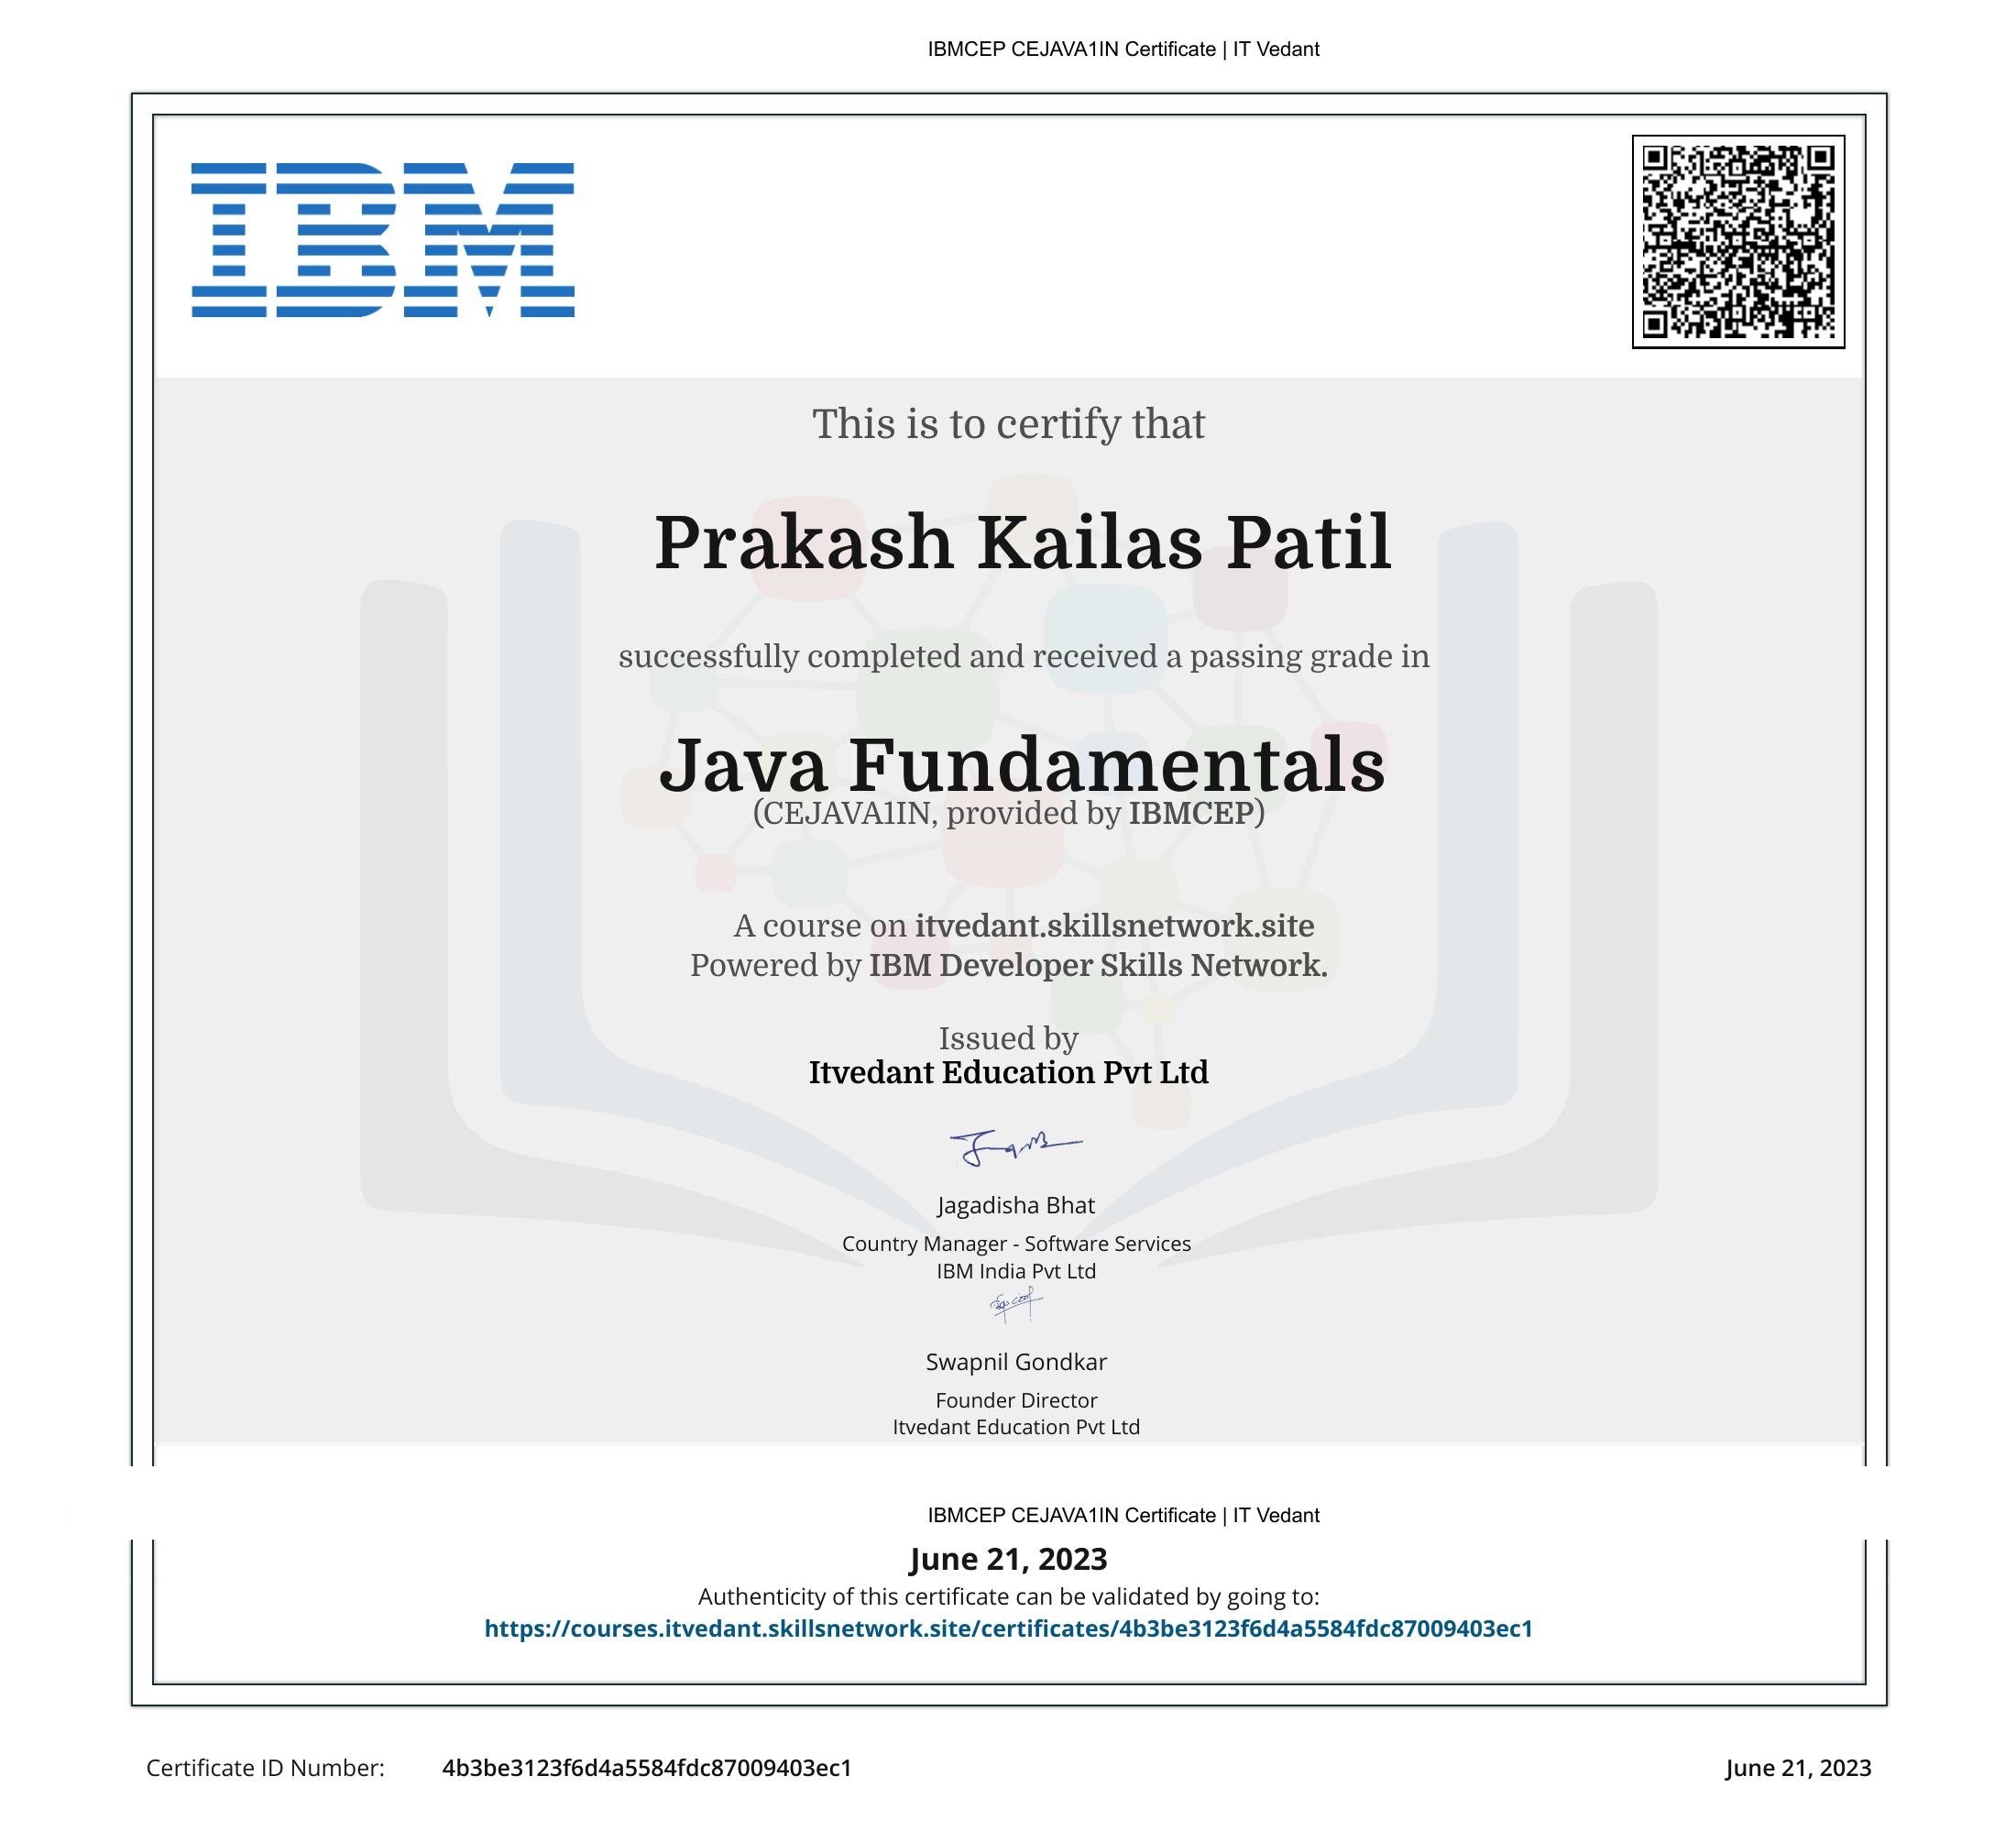 IBMCEP CEJAVA1IN Certificate | IT Vedant
IBM
This is to certify that
Prakash Kailas Patil
successfully completed and received a passing grade in
Java Fundamentals
(CEJAVA1IN, provided by IBMCEP)
A course on itvedant.skillsnetwork.site
Powered by IBM Developer Skills Network.
Issued by
Itvedant Education Pvt Ltd
Jagadisha Bhat
Country Manager - Software Services
IBM India Pvt Ltd
Swapnil Gondkar
Founder Director
Itvedant Education Pvt Ltd
IBMCEP CEJAVA1IN Certificate | IT Vedant
June 21, 2023
Authenticity of this certificate can be validated by going to:
https://courses.itvedant.skillsnetwork.site/certificates/4b3be3123f6d4a5584fdc87009403ec1
Certificate ID Number: 4b3be3123f6d4a5584fdc87009403ec1 June 21, 2023